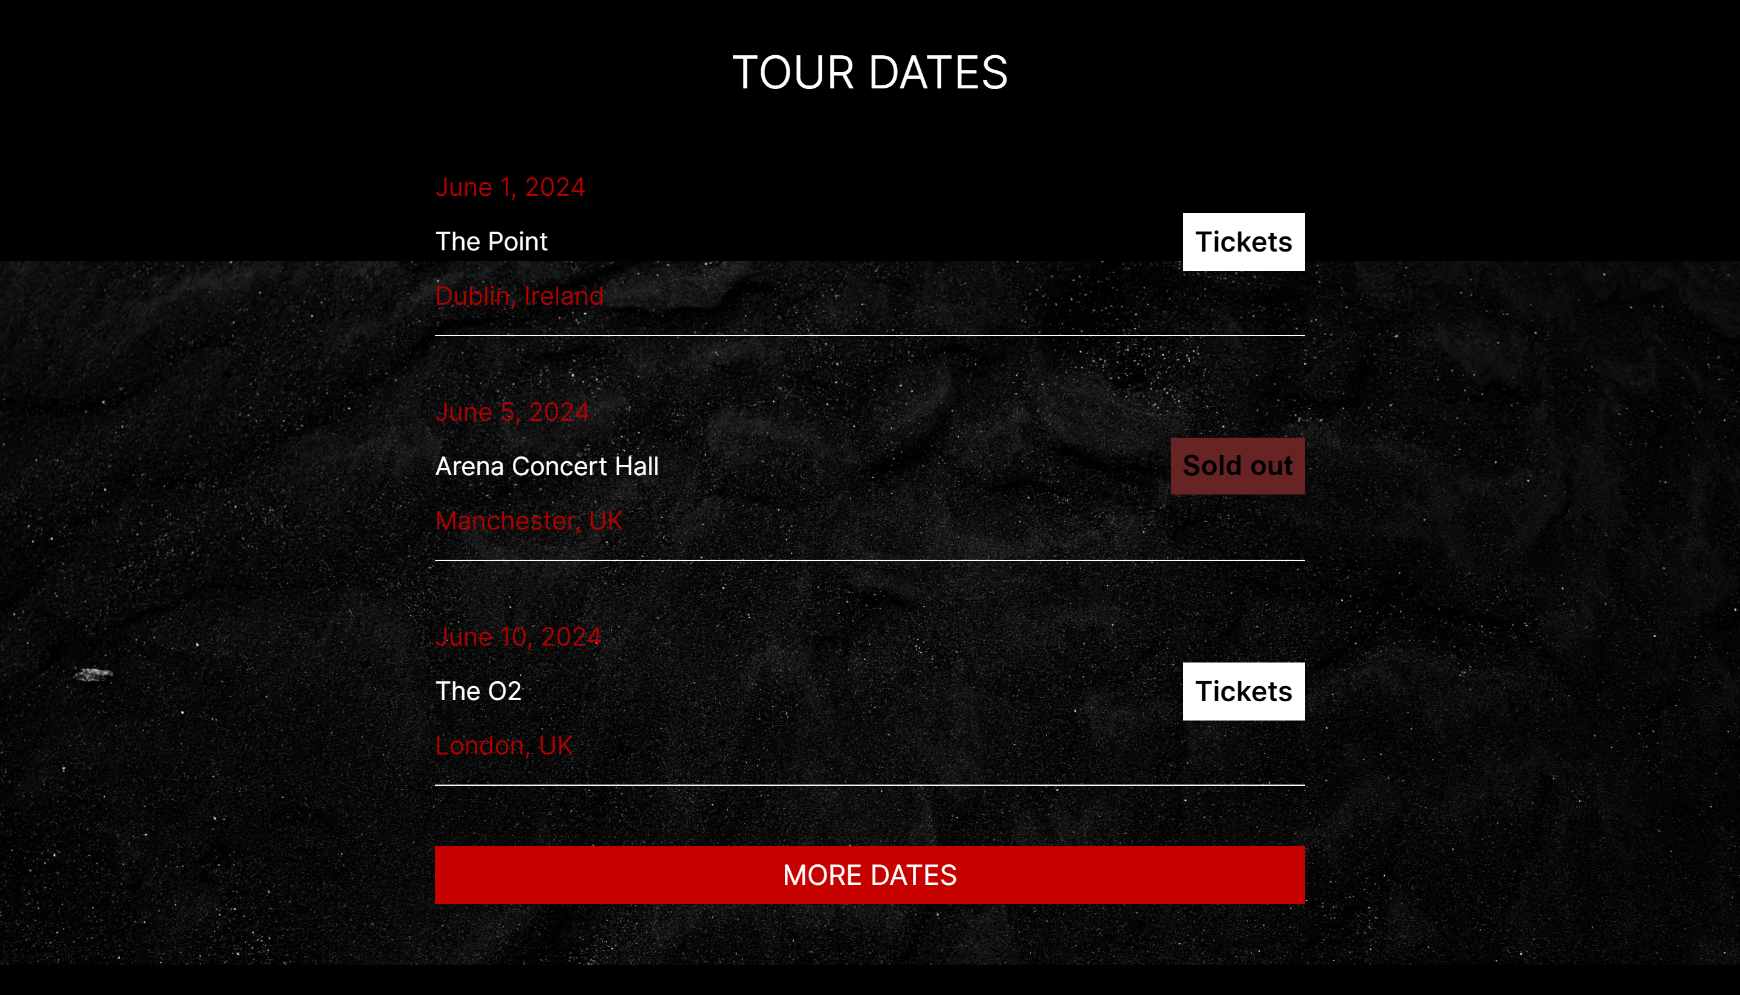 TOUR DATES
June 1, 2024
The Point
Tickets
Dublin, Ireland
June 5, 2024
Arena Concert Hall
Sold out
Manchester, UK
June 10, 2024
The O2
Tickets
London, UK
MORE DATES